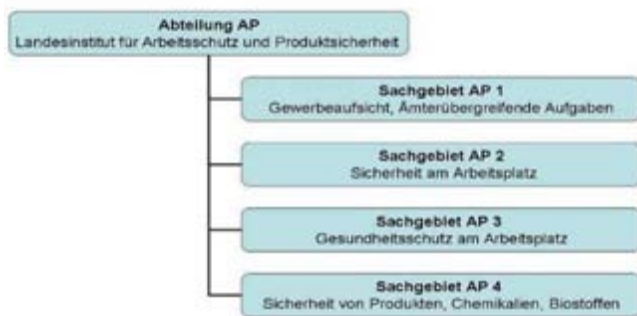 Abteilung AP
Landesinstitut für Arbeitsschutz und Produktsicherheit
Sachgebiet AP 1
Gewerbeaufsicht, Ämterübergreifende Aufgaben
Sachgebiet AP 2
Sicherheit am Arbeitsplatz
Sachgebiet AP 3
Gesundheitsschutz am Arbeitsplatz
Sachgebiet AP 4
Sicherheit von Produkten, Chemikalien, Biostoffen